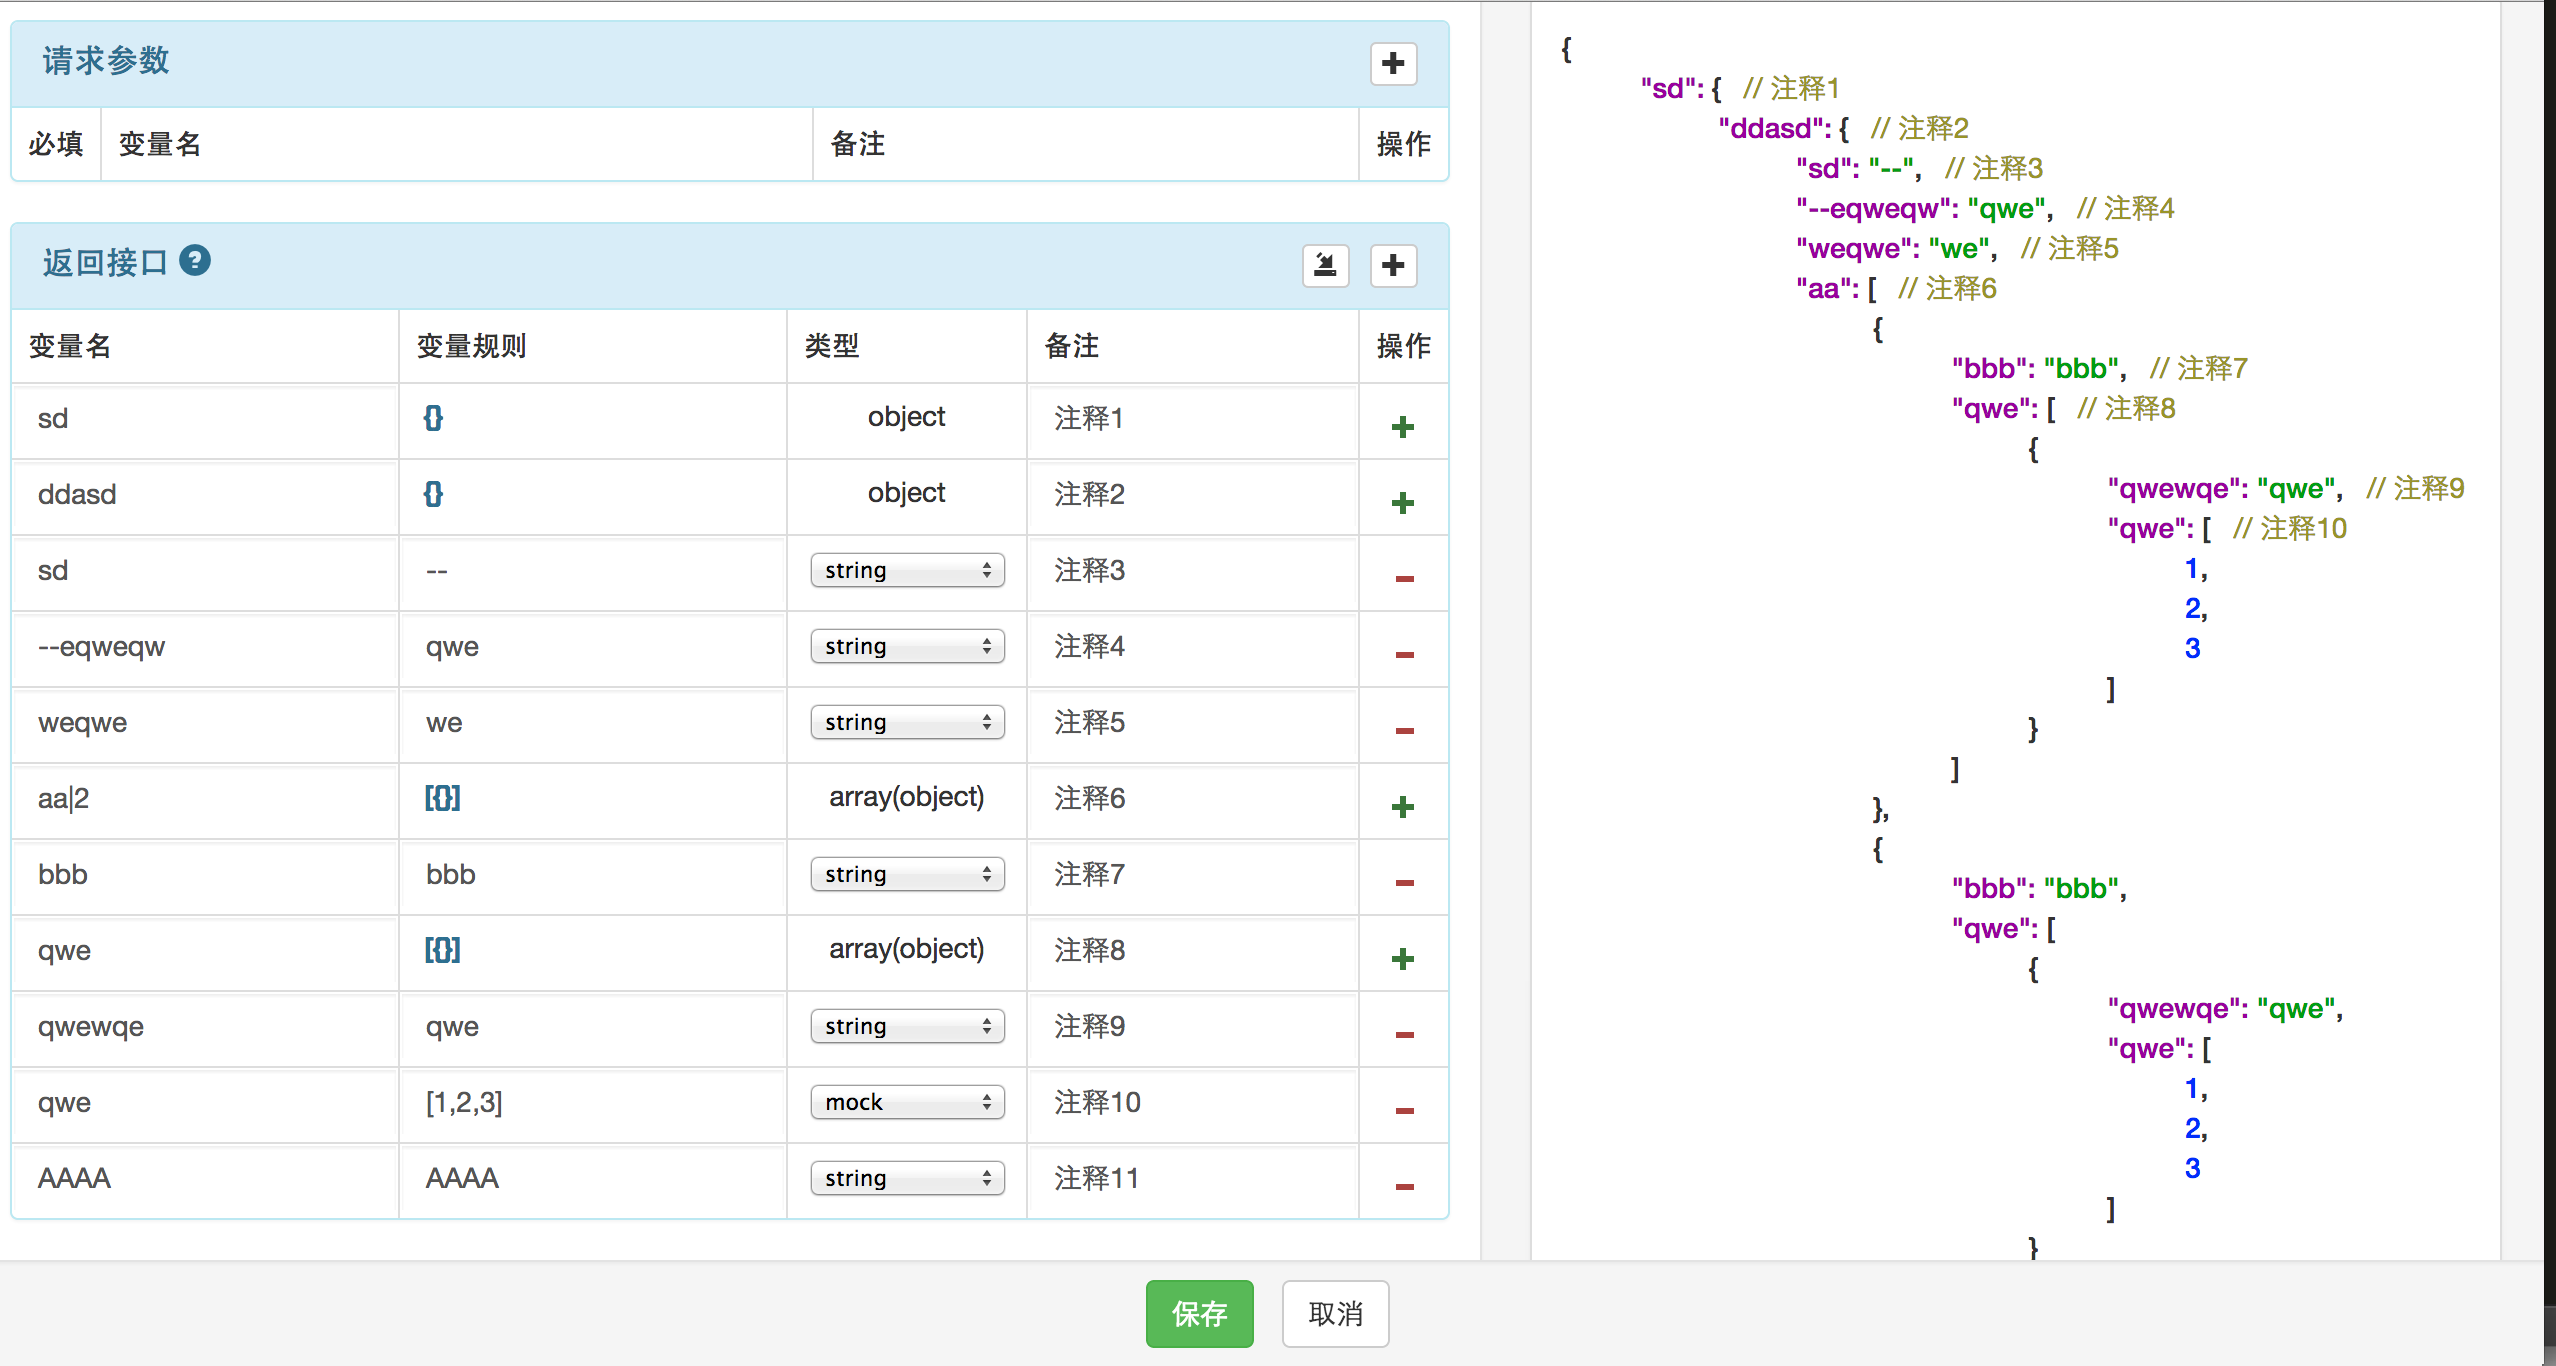 请求参数
必填 变量名 备注 操作
返回接口
变量名 变量规则 类型 备注 操作
sd {} object 注释1
ddasd {} object 注释2
sd -- string 注释3
--eqweqw qwe string 注释4
weqwe we string 注释5
aa|2 [{}] array(object) 注释6
bbb bbb string 注释7
qwe [{}] array(object) 注释8
qwewqe qwe string 注释9
qwe [1,2,3] mock 注释10
AAAA AAAA string 注释11
{
"sd": { // 注释1
"ddasd": { // 注释2
"sd": "--", // 注释3
"--eqweqw": "qwe", // 注释4
"weqwe": "we", // 注释5
"aa": [ // 注释6
{
"bbb": "bbb", // 注释7
"qwe": [ // 注释8
{
"qwewqe": "qwe", // 注释9
"qwe": [ // 注释10
1,
2,
3
]
}
]
},
{
"bbb": "bbb",
"qwe": [
{
"qwewqe": "qwe",
"qwe": [
1,
2,
3
]
}
保存 取消